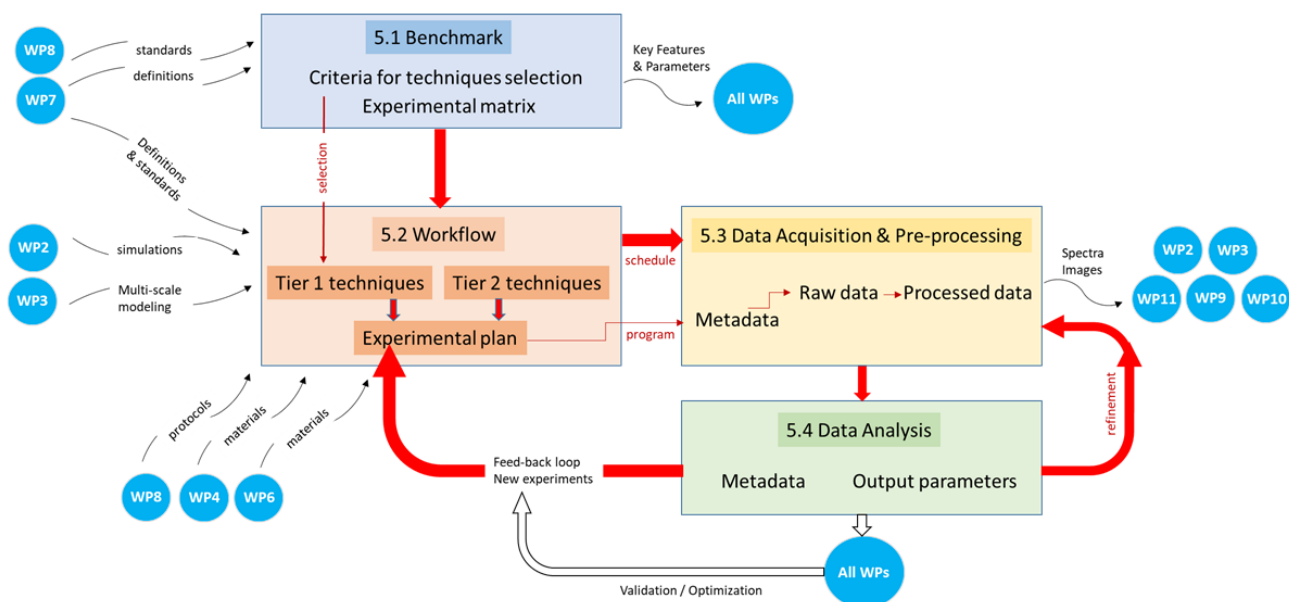 WP8
standards
WP7
definitions
5.1 Benchmark
Criteria for techniques selection
Experimental matrix
Key Features
& Parameters
All WPs
Definitions
& standards
selection
WP2
simulations
WP3
Multi-scale
modeling
5.2 Workflow
Tier 1 techniques
Tier 2 techniques
Experimental plan
schedule
program
5.3 Data Acquisition & Pre-processing
Raw data
Processed data
Metadata
Spectra
Images
WP2
WP3
WP11
WP9
WP10
protocols
materials
materials
WP8
WP4
WP6
Feed-back loop
New experiments
5.4 Data Analysis
Metadata
Output parameters
refinement
All WPs
Validation / Optimization